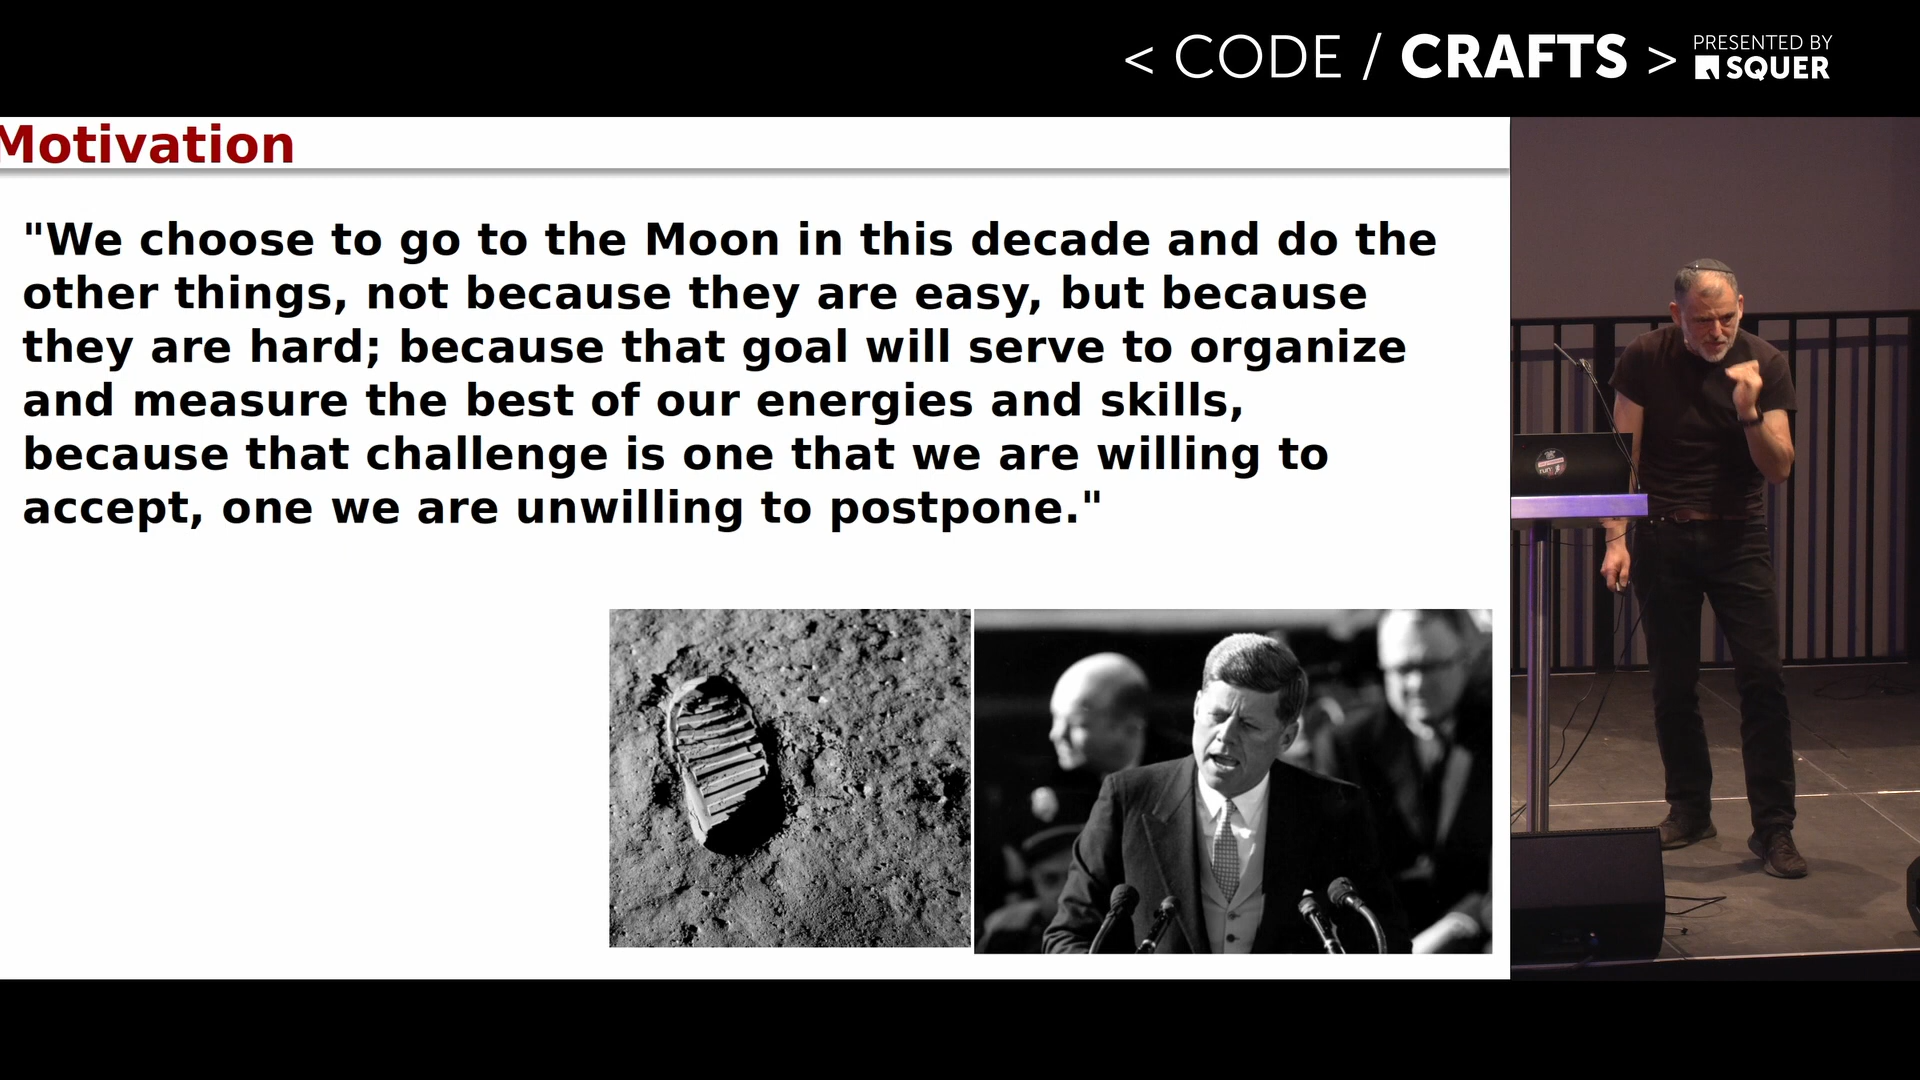 < CODE / CRAFTS >
PRESENTED BY
SQUER
Motivation
"We choose to go to the Moon in this decade and do the
other things, not because they are easy, but because
they are hard; because that goal will serve to organize
and measure the best of our energies and skills,
because that challenge is one that we are willing to
accept, one we are unwilling to postpone."